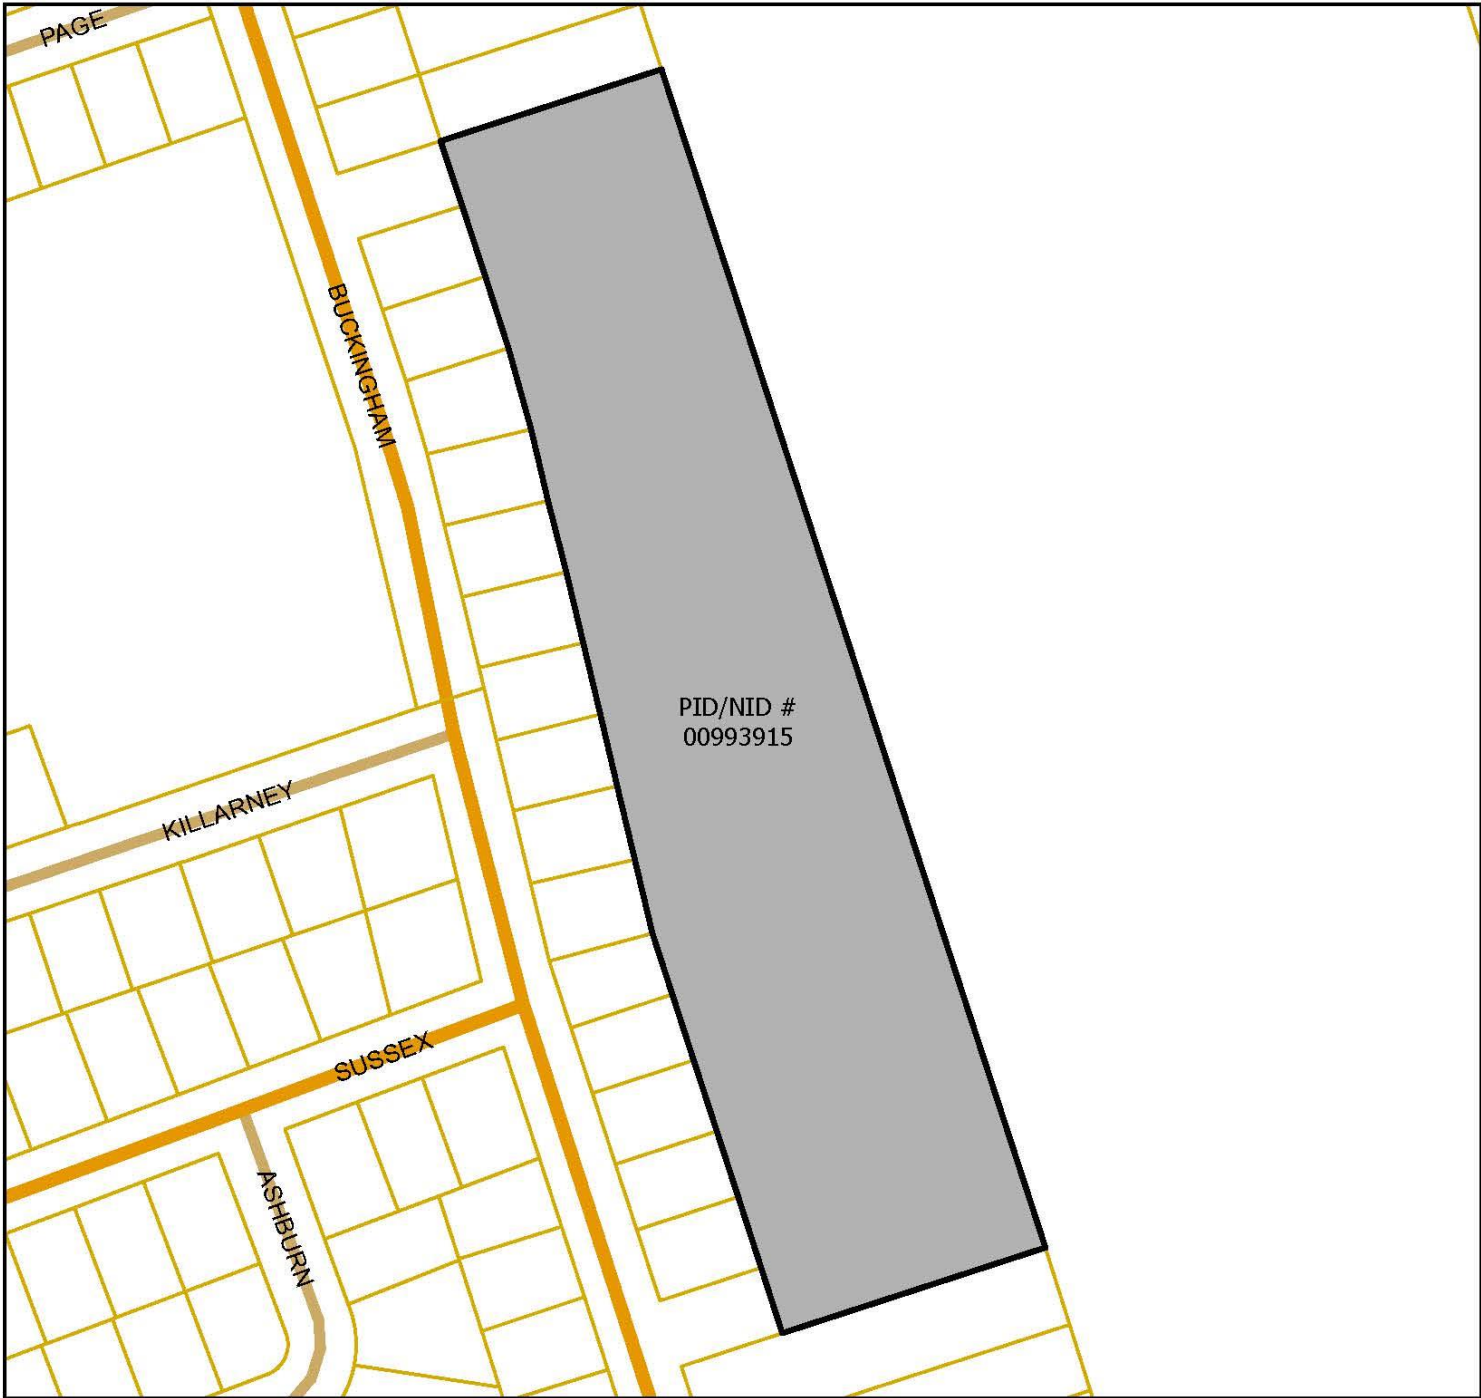 PAGE
BUCKINGHAM
PID/NID #
00993915
KILLARNEY
SUSSEX
ASHBURN